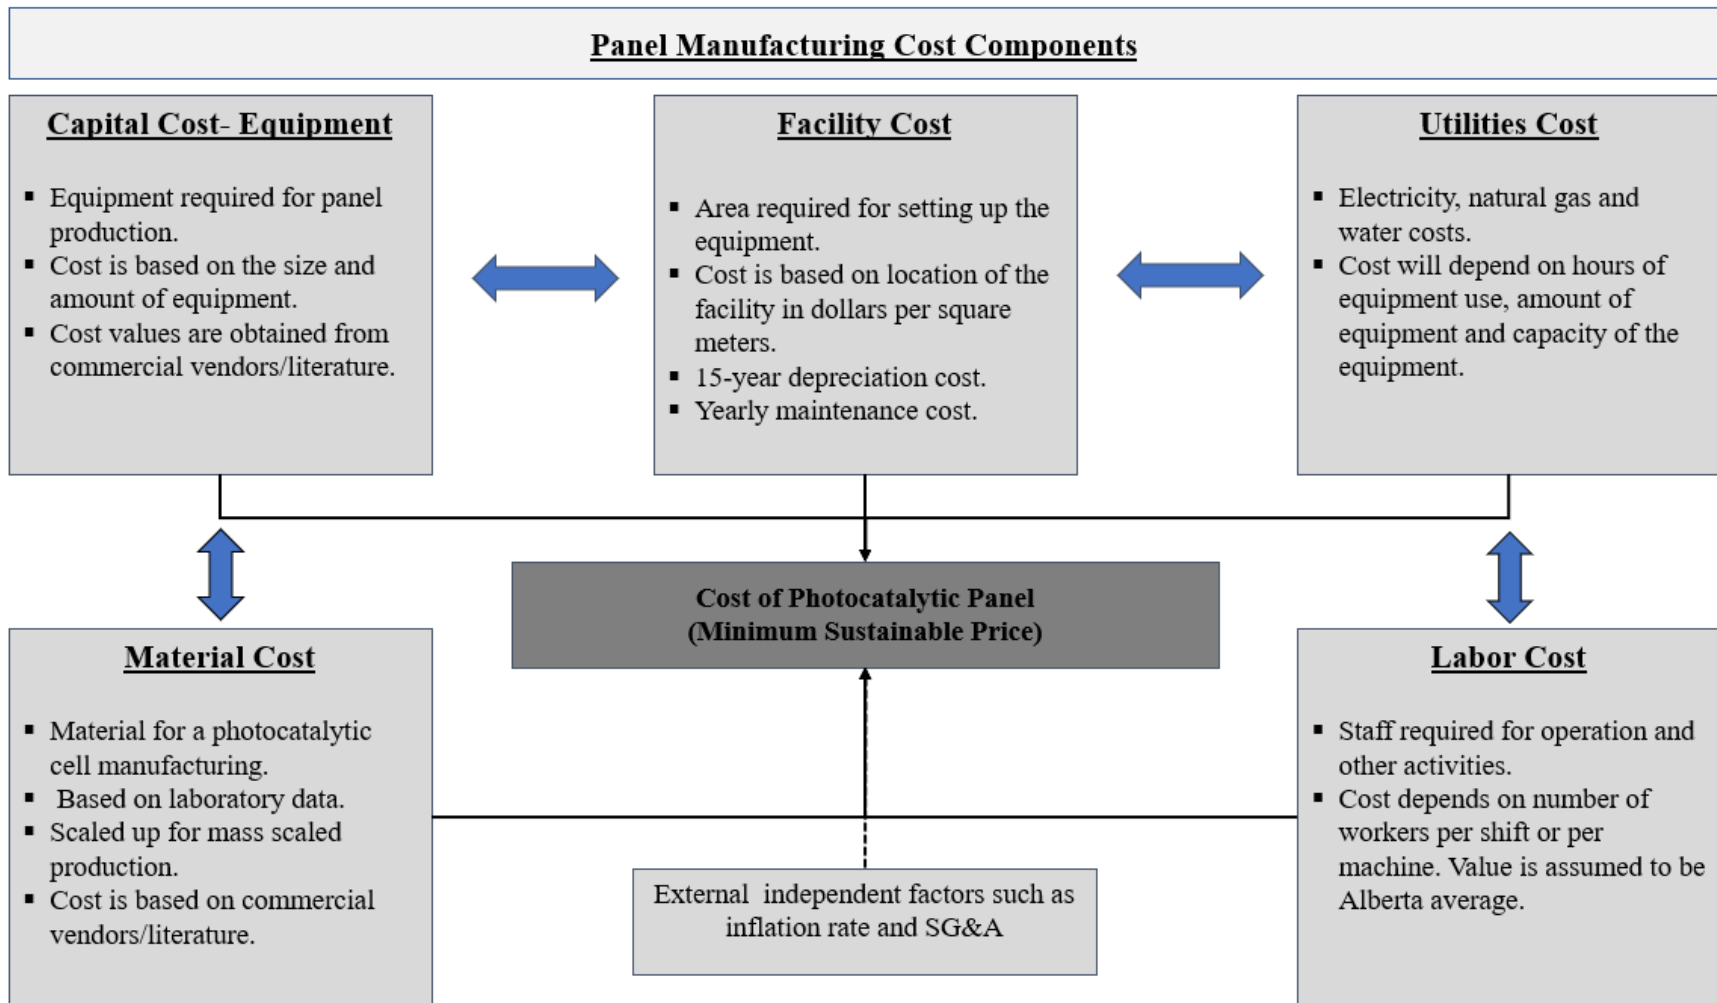 Panel Manufacturing Cost Components
Capital Cost- Equipment
▪ Equipment required for panel
production.
▪ Cost is based on the size and
amount of equipment.
▪ Cost values are obtained from
commercial vendors/literature.
Facility Cost
▪ Area required for setting up the
equipment.
▪ Cost is based on location of the
facility in dollars per square
meters.
▪ 15-year depreciation cost.
▪ Yearly maintenance cost.
Utilities Cost
▪ Electricity, natural gas and
water costs.
▪ Cost will depend on hours of
equipment use, amount of
equipment and capacity of the
equipment.
Cost of Photocatalytic Panel
(Minimum Sustainable Price)
Material Cost
▪ Material for a photocatalytic
cell manufacturing.
▪ Based on laboratory data.
▪ Scaled up for mass scaled
production.
▪ Cost is based on commercial
vendors/literature.
External independent factors such as
inflation rate and SG&A
Labor Cost
▪ Staff required for operation and
other activities.
▪ Cost depends on number of
workers per shift or per
machine. Value is assumed to be
Alberta average.